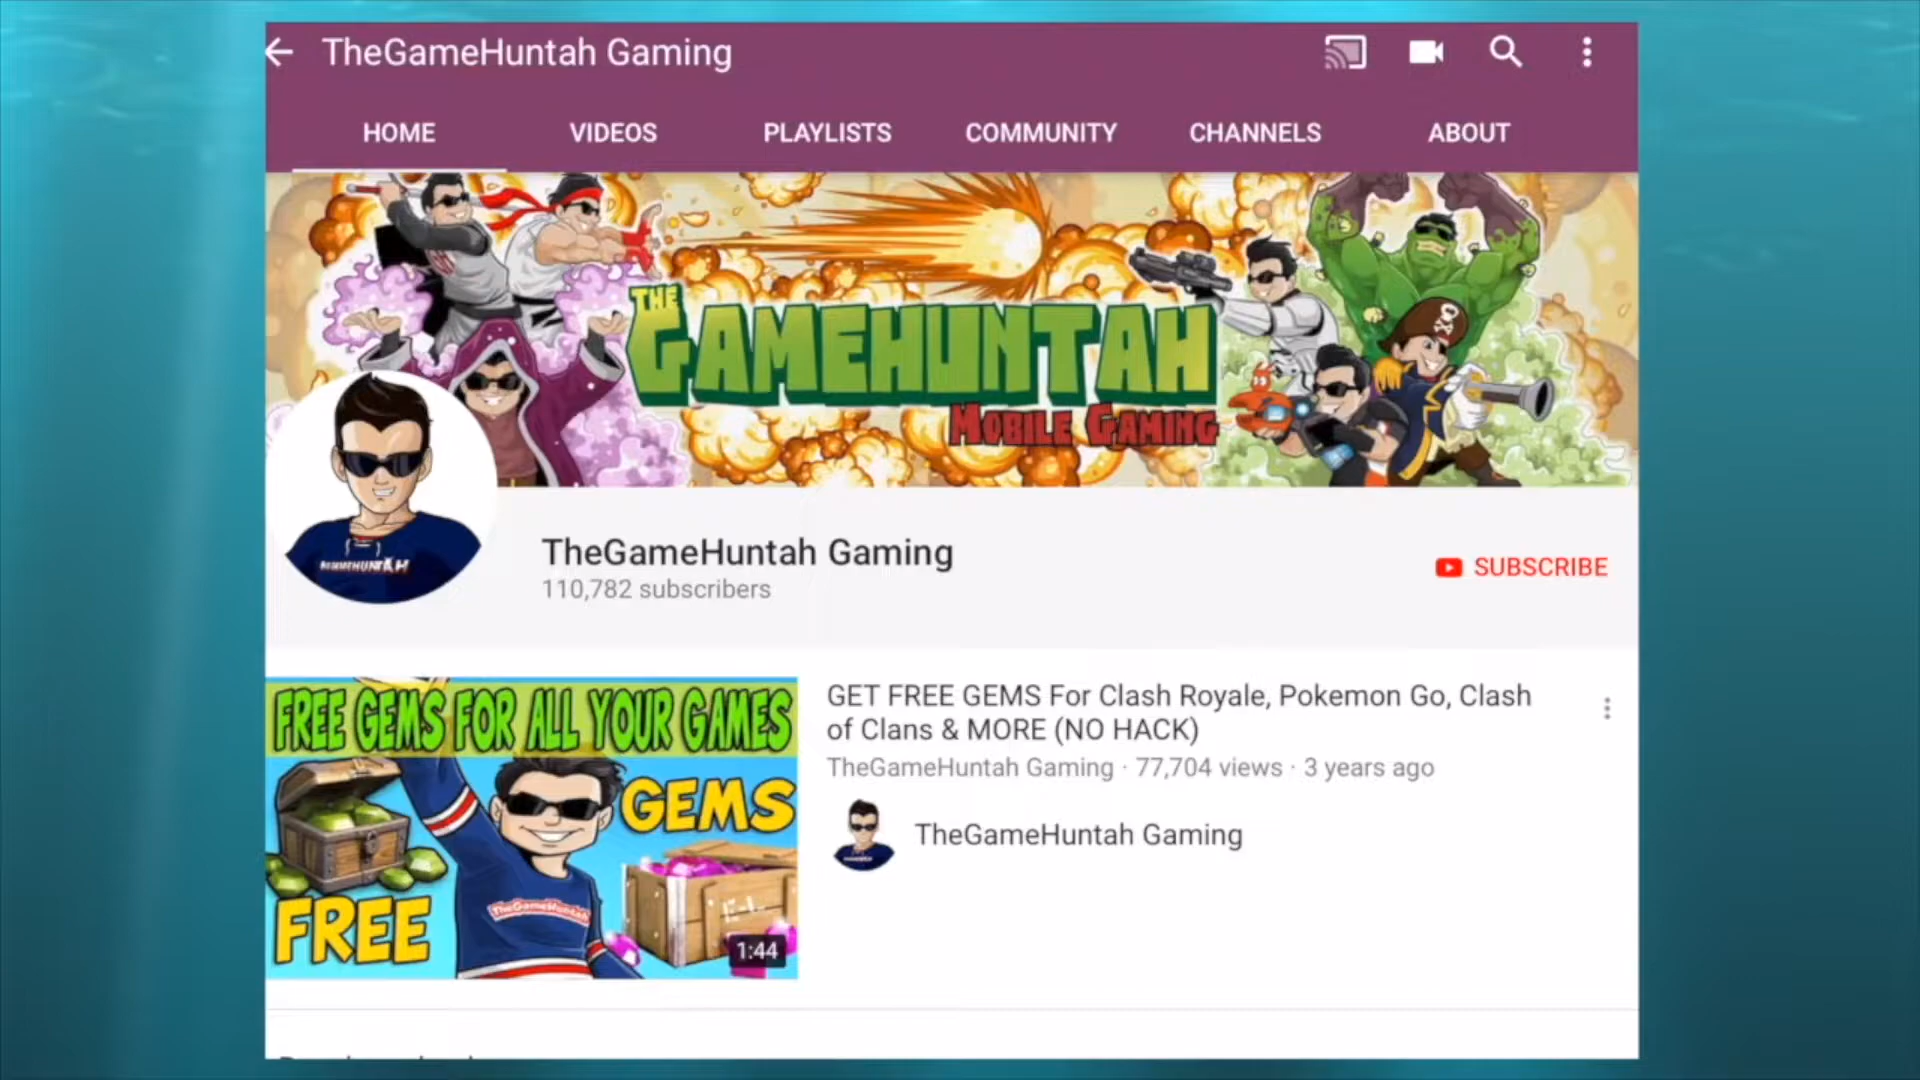 TheGameHuntah Gaming
HOME VIDEOS PLAYLISTS COMMUNITY CHANNELS ABOUT
THE
GAMEHUNTAH
MOBILE GAMING
TheGameHuntah Gaming
110,782 subscribers
SUBSCRIBE
FREE GEMS FOR ALL YOUR GAMES
GEMS
FREE
TheGameHuntah
1:44
GET FREE GEMS For Clash Royale, Pokemon Go, Clash
of Clans & MORE (NO HACK)
TheGameHuntah Gaming · 77,704 views · 3 years ago
TheGameHuntah Gaming